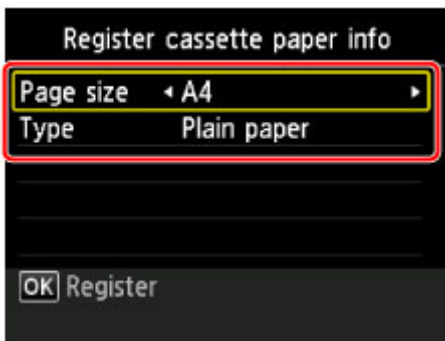 Register cassette paper info
Page size A4
Type Plain paper
OK Register